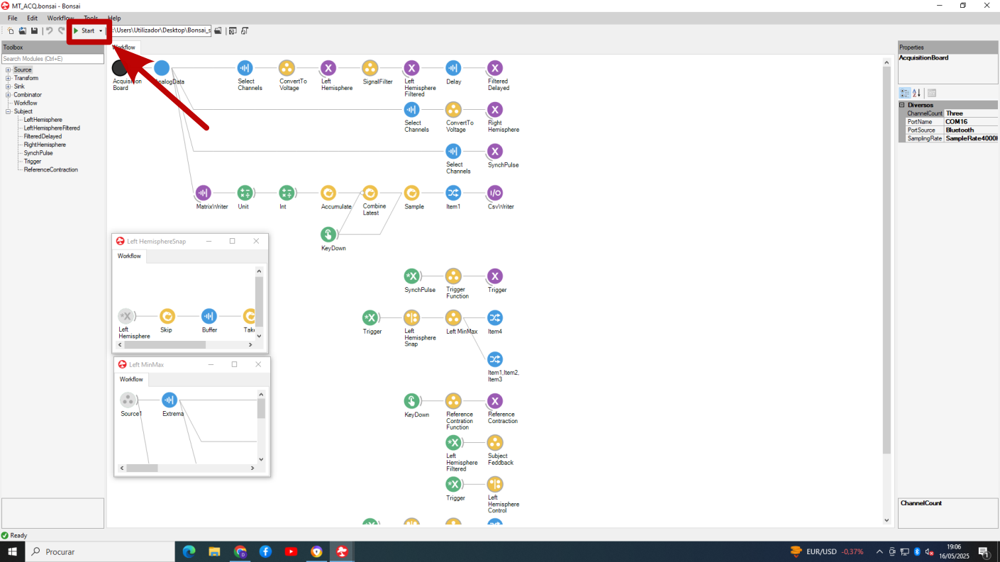 MT_ACQ.bonsai - Bonsai
File Edit Workflow Tools Help
Start
:\Users\Utilizador\Desktop\Bonsai_s
Toolbox
Search Modules (Ctrl+E)
Source
Transform
Sink
Combinator
Workflow
Subject
LeftHemisphere
LeftHemisphereFiltered
FilteredDelayed
RightHemisphere
SynchPulse
Trigger
ReferenceContraction
Workflow
Acquisition
Board
AnalogData
Select
Channels
ConvertTo
Voltage
Left
Hemisphere
SignalFilter
Left
Hemisphere
Filtered
Delay
Filtered
Delayed
Select
Channels
ConvertTo
Voltage
Right
Hemisphere
Select
Channels
SynchPulse
MatrixWriter
Unit
Int
Accumulate
Combine
Latest
Sample
Item1
CsvWriter
KeyDown
SynchPulse
Trigger
Function
Trigger
Trigger
Left
Hemisphere
Snap
Left MinMax
Item4
Item1,Item2,
Item3
KeyDown
Reference
Contration
Function
Reference
Contraction
Left
Hemisphere
Filtered
Subject
Feddback
Trigger
Left
Hemisphere
Control
Left HemisphereSnap
Workflow
Left
Hemisphere
Skip
Buffer
Take
Left MinMax
Workflow
Source1
Extrema
Properties
AcquisitionBoard
Diversos
ChannelCount Three
PortName COM16
PortSource Bluetooth
SamplingRate SampleRate4000H
ChannelCount
Ready
Procurar
EUR/USD -0,37%
19:06
16/05/2025
1